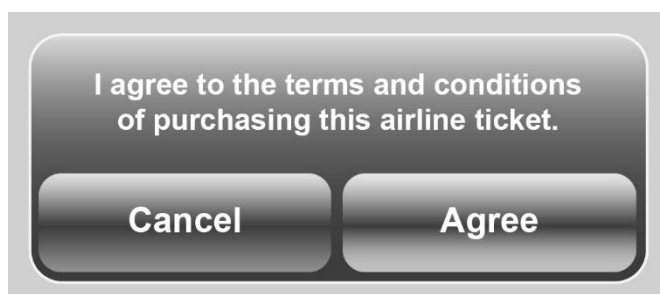 I agree to the terms and conditions
of purchasing this airline ticket.
Cancel
Agree